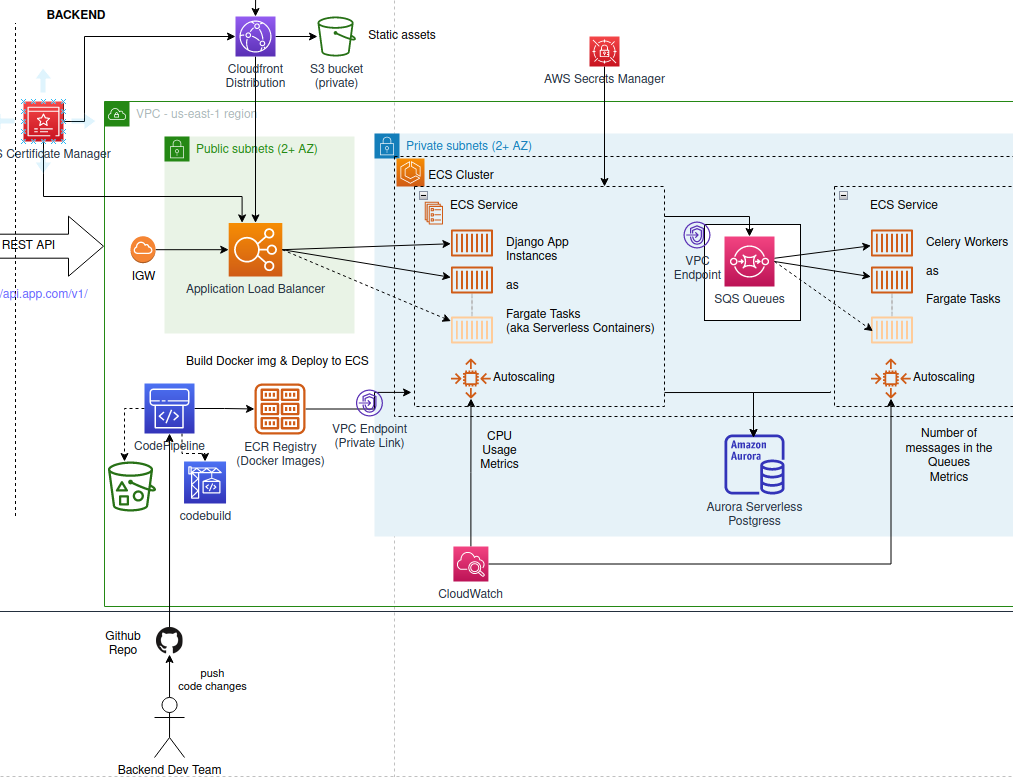 BACKEND
Static assets
Cloudfront
Distribution
S3 bucket
(private)
AWS Secrets Manager
VPC - us-east-1 region
S Certificate Manager
Public subnets (2+ AZ)
Private subnets (2+ AZ)
ECS Cluster
ECS Service
ECS Service
REST API
IGW
/api.app.com/v1/
Application Load Balancer
Django App
Instances
as
Fargate Tasks
(aka Serverless Containers)
Autoscaling
VPC
Endpoint
SQS Queues
Celery Workers
as
Fargate Tasks
Autoscaling
Build Docker img & Deploy to ECS
CodePipeline
ECR Registry
(Docker Images)
VPC Endpoint
(Private Link)
codebuild
CPU
Usage
Metrics
Amazon
Aurora
Aurora Serverless
Postgress
Number of
messages in the
Queues
Metrics
CloudWatch
Github
Repo
push
code changes
Backend Dev Team